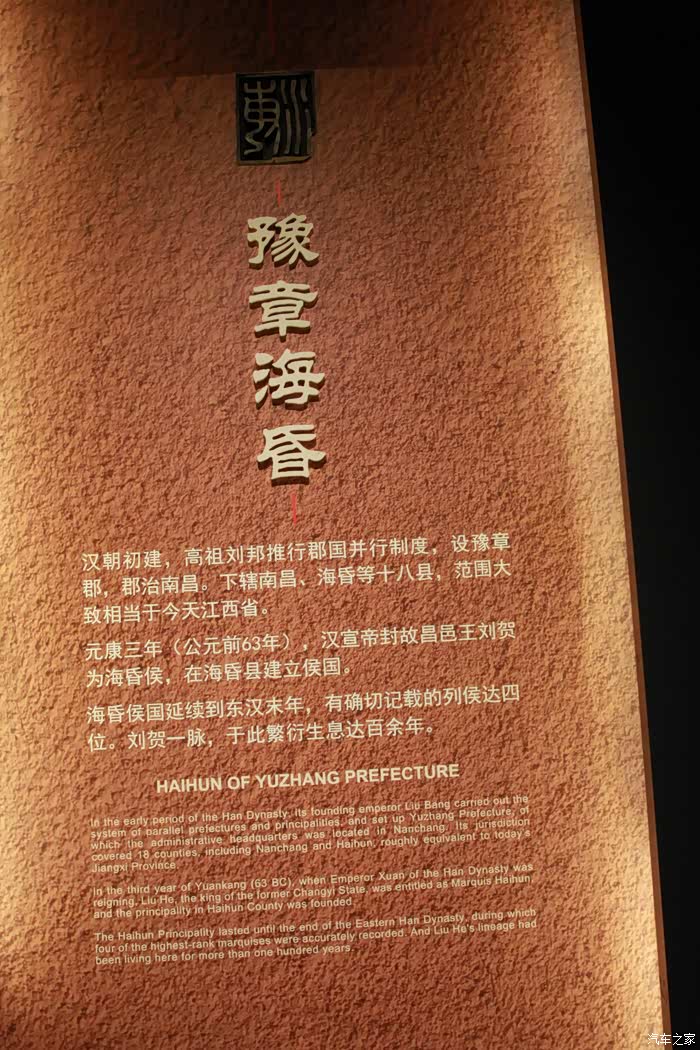 豫章海昏
汉朝初建，高祖刘邦推行郡国并行制度，设豫章
郡，郡治南昌。下辖南昌、海昏等十八县，范围大
致相当于今天江西省。
元康三年（公元前63年），汉宣帝封故昌邑王刘贺
为海昏侯，在海昏县建立侯国。
海昏侯国延续到东汉末年，有确切记载的列侯达四
位。刘贺一脉，于此繁衍生息达百余年。
HAIHUN OF YUZHANG PREFECTURE
In the early period of the Han Dynasty, its founding emperor Liu Bang carried out the
system of parallel prefectures and principalities, and set up Yuzhang Prefecture, of
which the administrative headquarters was located in Nanchang. Its jurisdiction
covered 18 counties, including Nanchang and Haihun, roughly equivalent to today's
Jiangxi Province.
In the third year of Yuankang (63 BC), when Emperor Xuan of the Han Dynasty was
reigning, Liu He, the king of the former Changyi State, was entitled as Marquis Haihun
and the principality in Haihun County was founded.
The Haihun Principality lasted until the end of the Eastern Han Dynasty, during which
four of the highest-rank marquises were accurately recorded. And Liu He's lineage had
been living here for more than one hundred years.
汽车之家